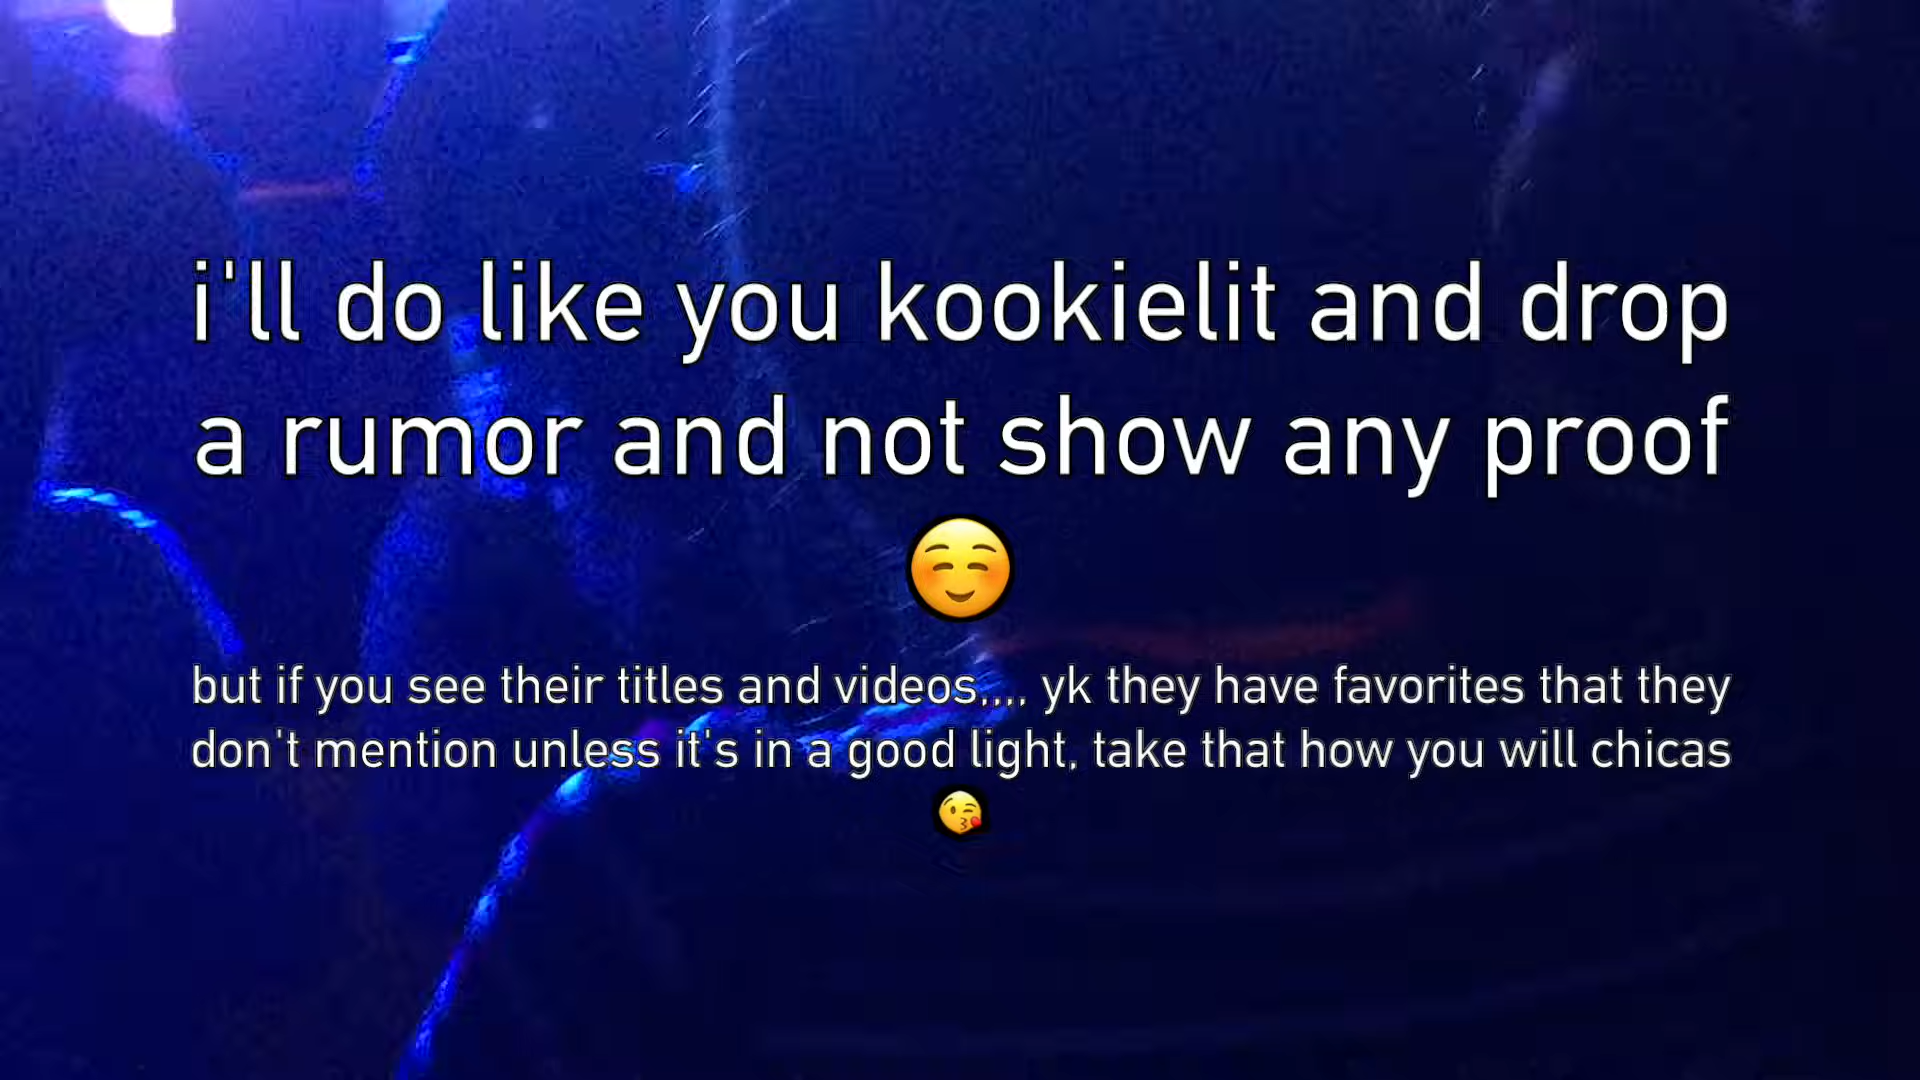 i'll do like you kookielit and drop
a rumor and not show any proof
☺️
but if you see their titles and videos,,,, yk they have favorites that they
don't mention unless it's in a good light, take that how you will chicas
😘